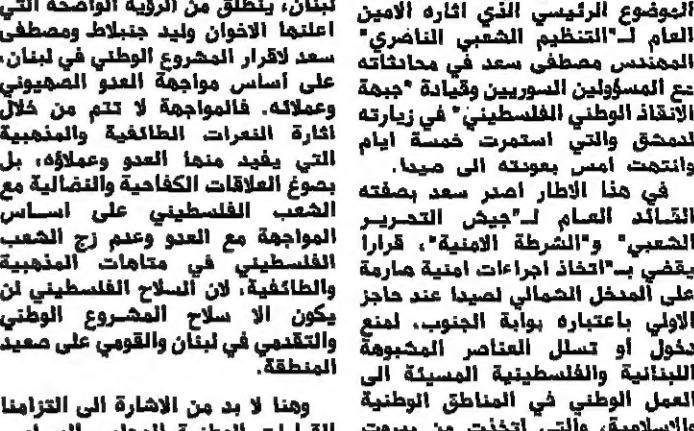 الموضوع الرئيسي الذي اثاره الامين
العام لـ"التنظيم الشعبي الناصري"
المهندس مصطفى سعد في محادثاته
مع المسؤولين السوريين وقيادة "جبهة
الانقاذ الوطني الفلسطيني" في زيارته
لدمشق والتي استمرت خمسة ايام
وانتهت امس بعودته الى صيدا.
في هذا الاطار اصدر سعد بصفته
القائد العام لـ"جيش التحرير
الشعبي" و"الشرطة الامنية"، قرارا
يقضي بـ"اتخاذ اجراءات امنية صارمة
على المدخل الشمالي لصيدا عند حاجز
الاولي باعتباره بوابة الجنوب، لمنع
دخول أو تسلل العناصر المشبوهة
اللبنانية والفلسطينية المسيئة الى
العمل الوطني في المناطق الوطنية
والاسلامية، والتي اتخذت من بيروت
لبنان، ينطلق من الرؤية الواضحة التي
اعلنها الاخوان وليد جنبلاط ومصطفى
سعد لاقرار المشروع الوطني في لبنان،
على أساس مواجهة العدو الصهيوني
وعملائه. فالمواجهة لا تتم من خلال
اثارة النعرات الطائفية والمذهبية
التي يفيد منها العدو وعملاؤه، بل
بصوغ العلاقات الكفاحية والنضالية مع
الشعب الفلسطيني على اساس
المواجهة مع العدو وعدم زج الشعب
الفلسطيني في متاهات المذهبية
والطائفية، لان السلاح الفلسطيني لن
يكون الا سلاح المشروع الوطني
والتقدمي في لبنان والقومي على صعيد
المنطقة.
وهنا لا بد من الاشارة الى التزامنا